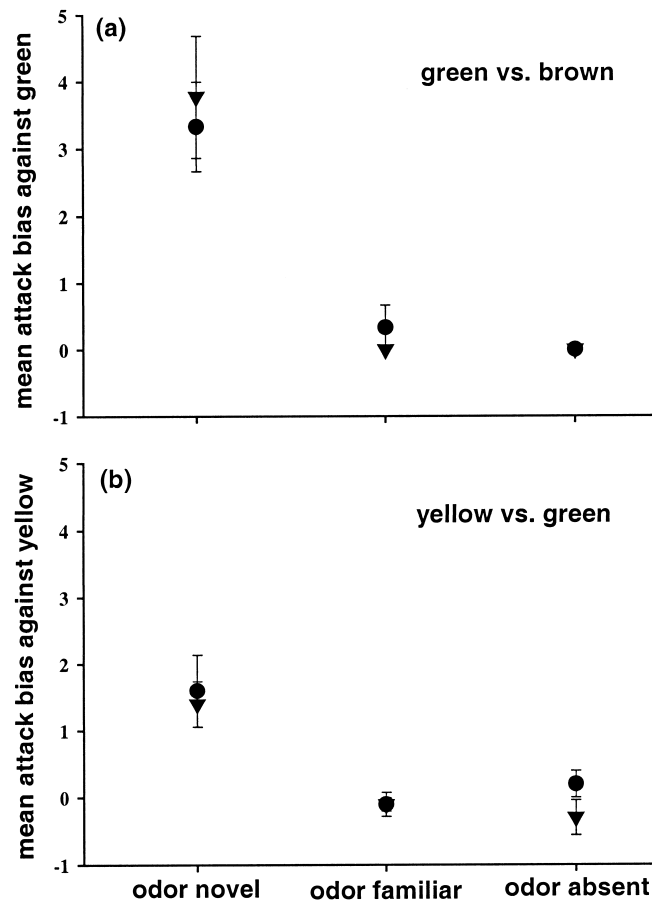 5
(a)
green vs. brown
4
3
2
1
0
-1
mean attack bias against green
5
(b)
yellow vs. green
4
3
2
1
0
-1
mean attack bias against yellow
odor novel odor familiar odor absent